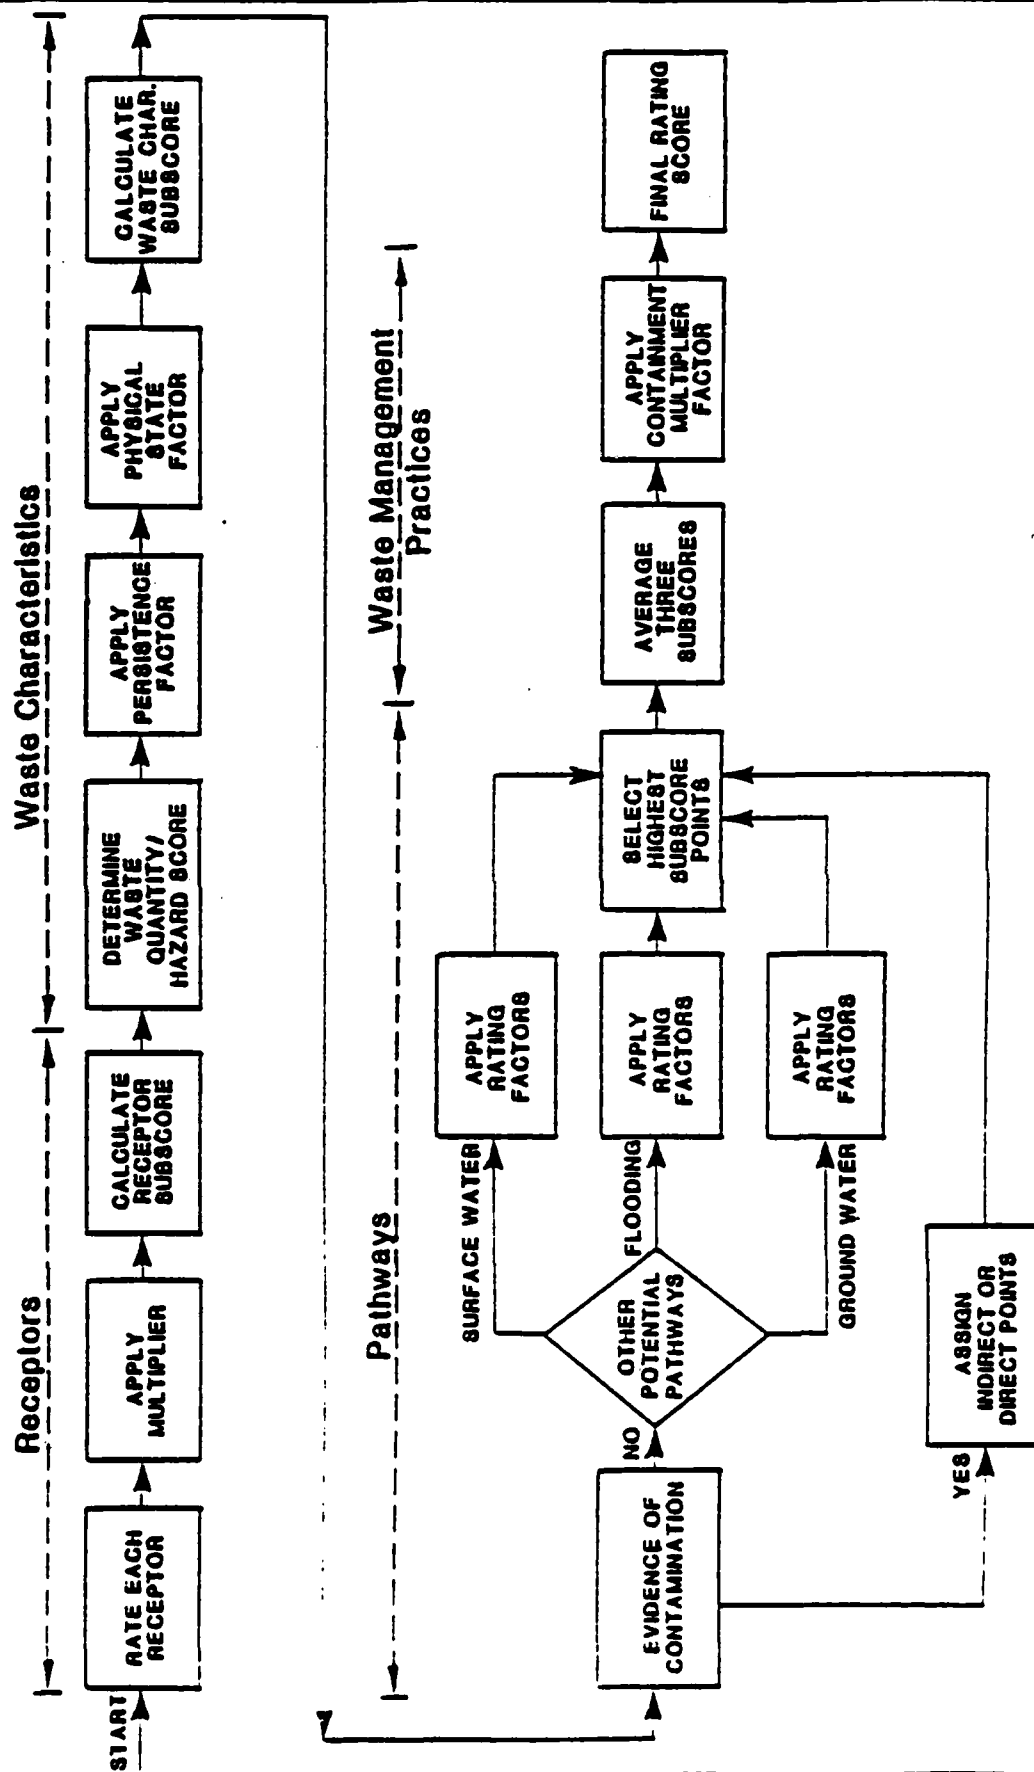 Receptors
Waste Characteristics
START
RATE EACH
RECEPTOR
APPLY
MULTIPLIER
CALCULATE
RECEPTOR
SUBSCORE
DETERMINE
WASTE
QUANTITY/
HAZARD SCORE
APPLY
PERSISTENCE
FACTOR
APPLY
PHYSICAL
STATE
FACTOR
CALCULATE
WASTE CHAR.
SUBSCORE
Pathways
Waste Management
Practices
EVIDENCE OF
CONTAMINATION
NO
YES
OTHER
POTENTIAL
PATHWAYS
SURFACE WATER
FLOODING
GROUND WATER
APPLY
RATING
FACTORS
APPLY
RATING
FACTORS
APPLY
RATING
FACTORS
ASSIGN
INDIRECT OR
DIRECT POINTS
SELECT
HIGHEST
SUBSCORE
POINTS
AVERAGE
THREE
SUBSCORES
APPLY
CONTAINMENT
MULTIPLIER
FACTOR
FINAL RATING
SCORE